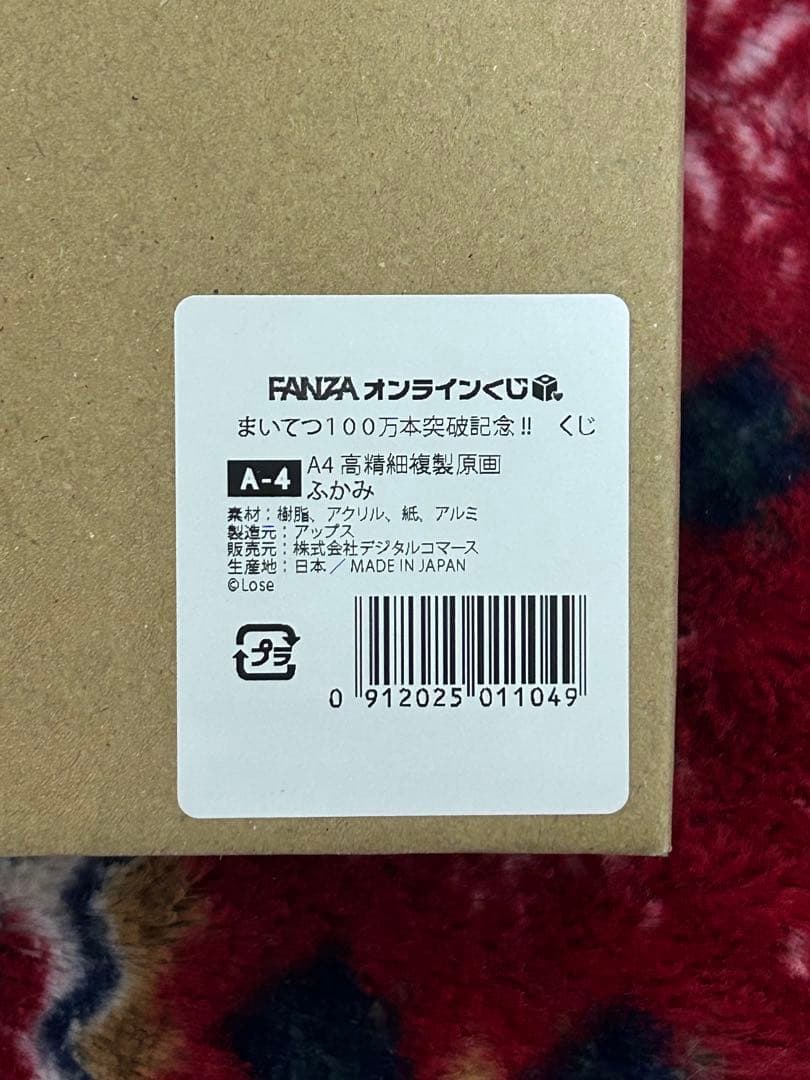 FANZA オンラインくじ
まいてつ100万本突破記念!!　くじ
A-4
A4 高精細複製原画
ふかみ
素材：樹脂、アクリル、紙、アルミ
製造元：アップス
販売元：株式会社デジタルコマース
生産地：日本／MADE IN JAPAN
©Lose
プラ
0 912025 011049